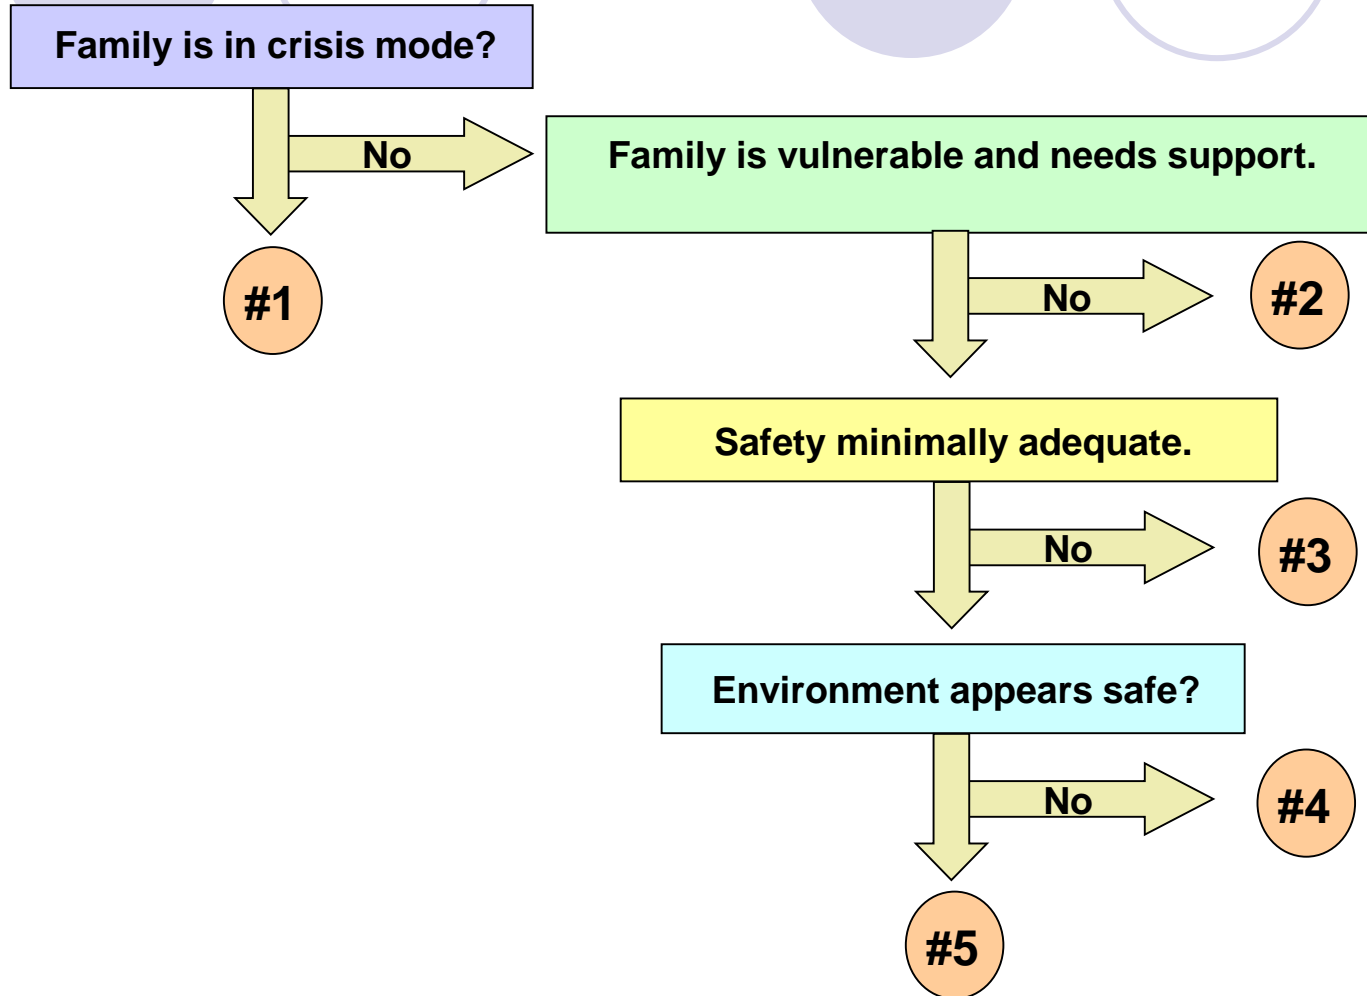 Family is in crisis mode?
No
Family is vulnerable and needs support.
#1
No
#2
Safety minimally adequate.
No
#3
Environment appears safe?
No
#4
#5